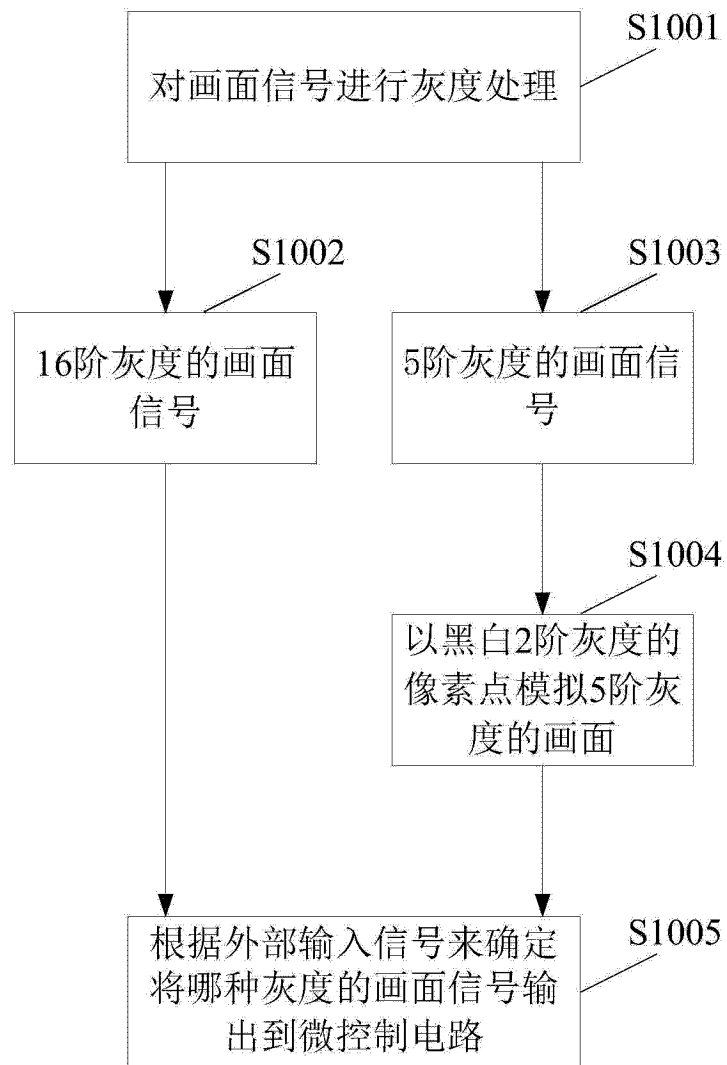 S1001
对画面信号进行灰度处理
S1002
S1003
16阶灰度的画面
信号
5阶灰度的画面信
号
S1004
以黑白2阶灰度的
像素点模拟5阶灰
度的画面
S1005
根据外部输入信号来确定
将哪种灰度的画面信号输
出到微控制电路